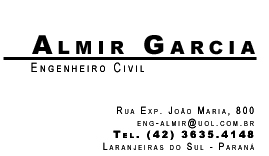 ALMIR GARCIA
ENGENHEIRO CIVIL
RUA EXP. JOÃO MARIA, 800
ENG-ALMIR@UOL.COM.BR
TEL. (42) 3635.4148
LARANJEIRAS DO SUL - PARANÁ